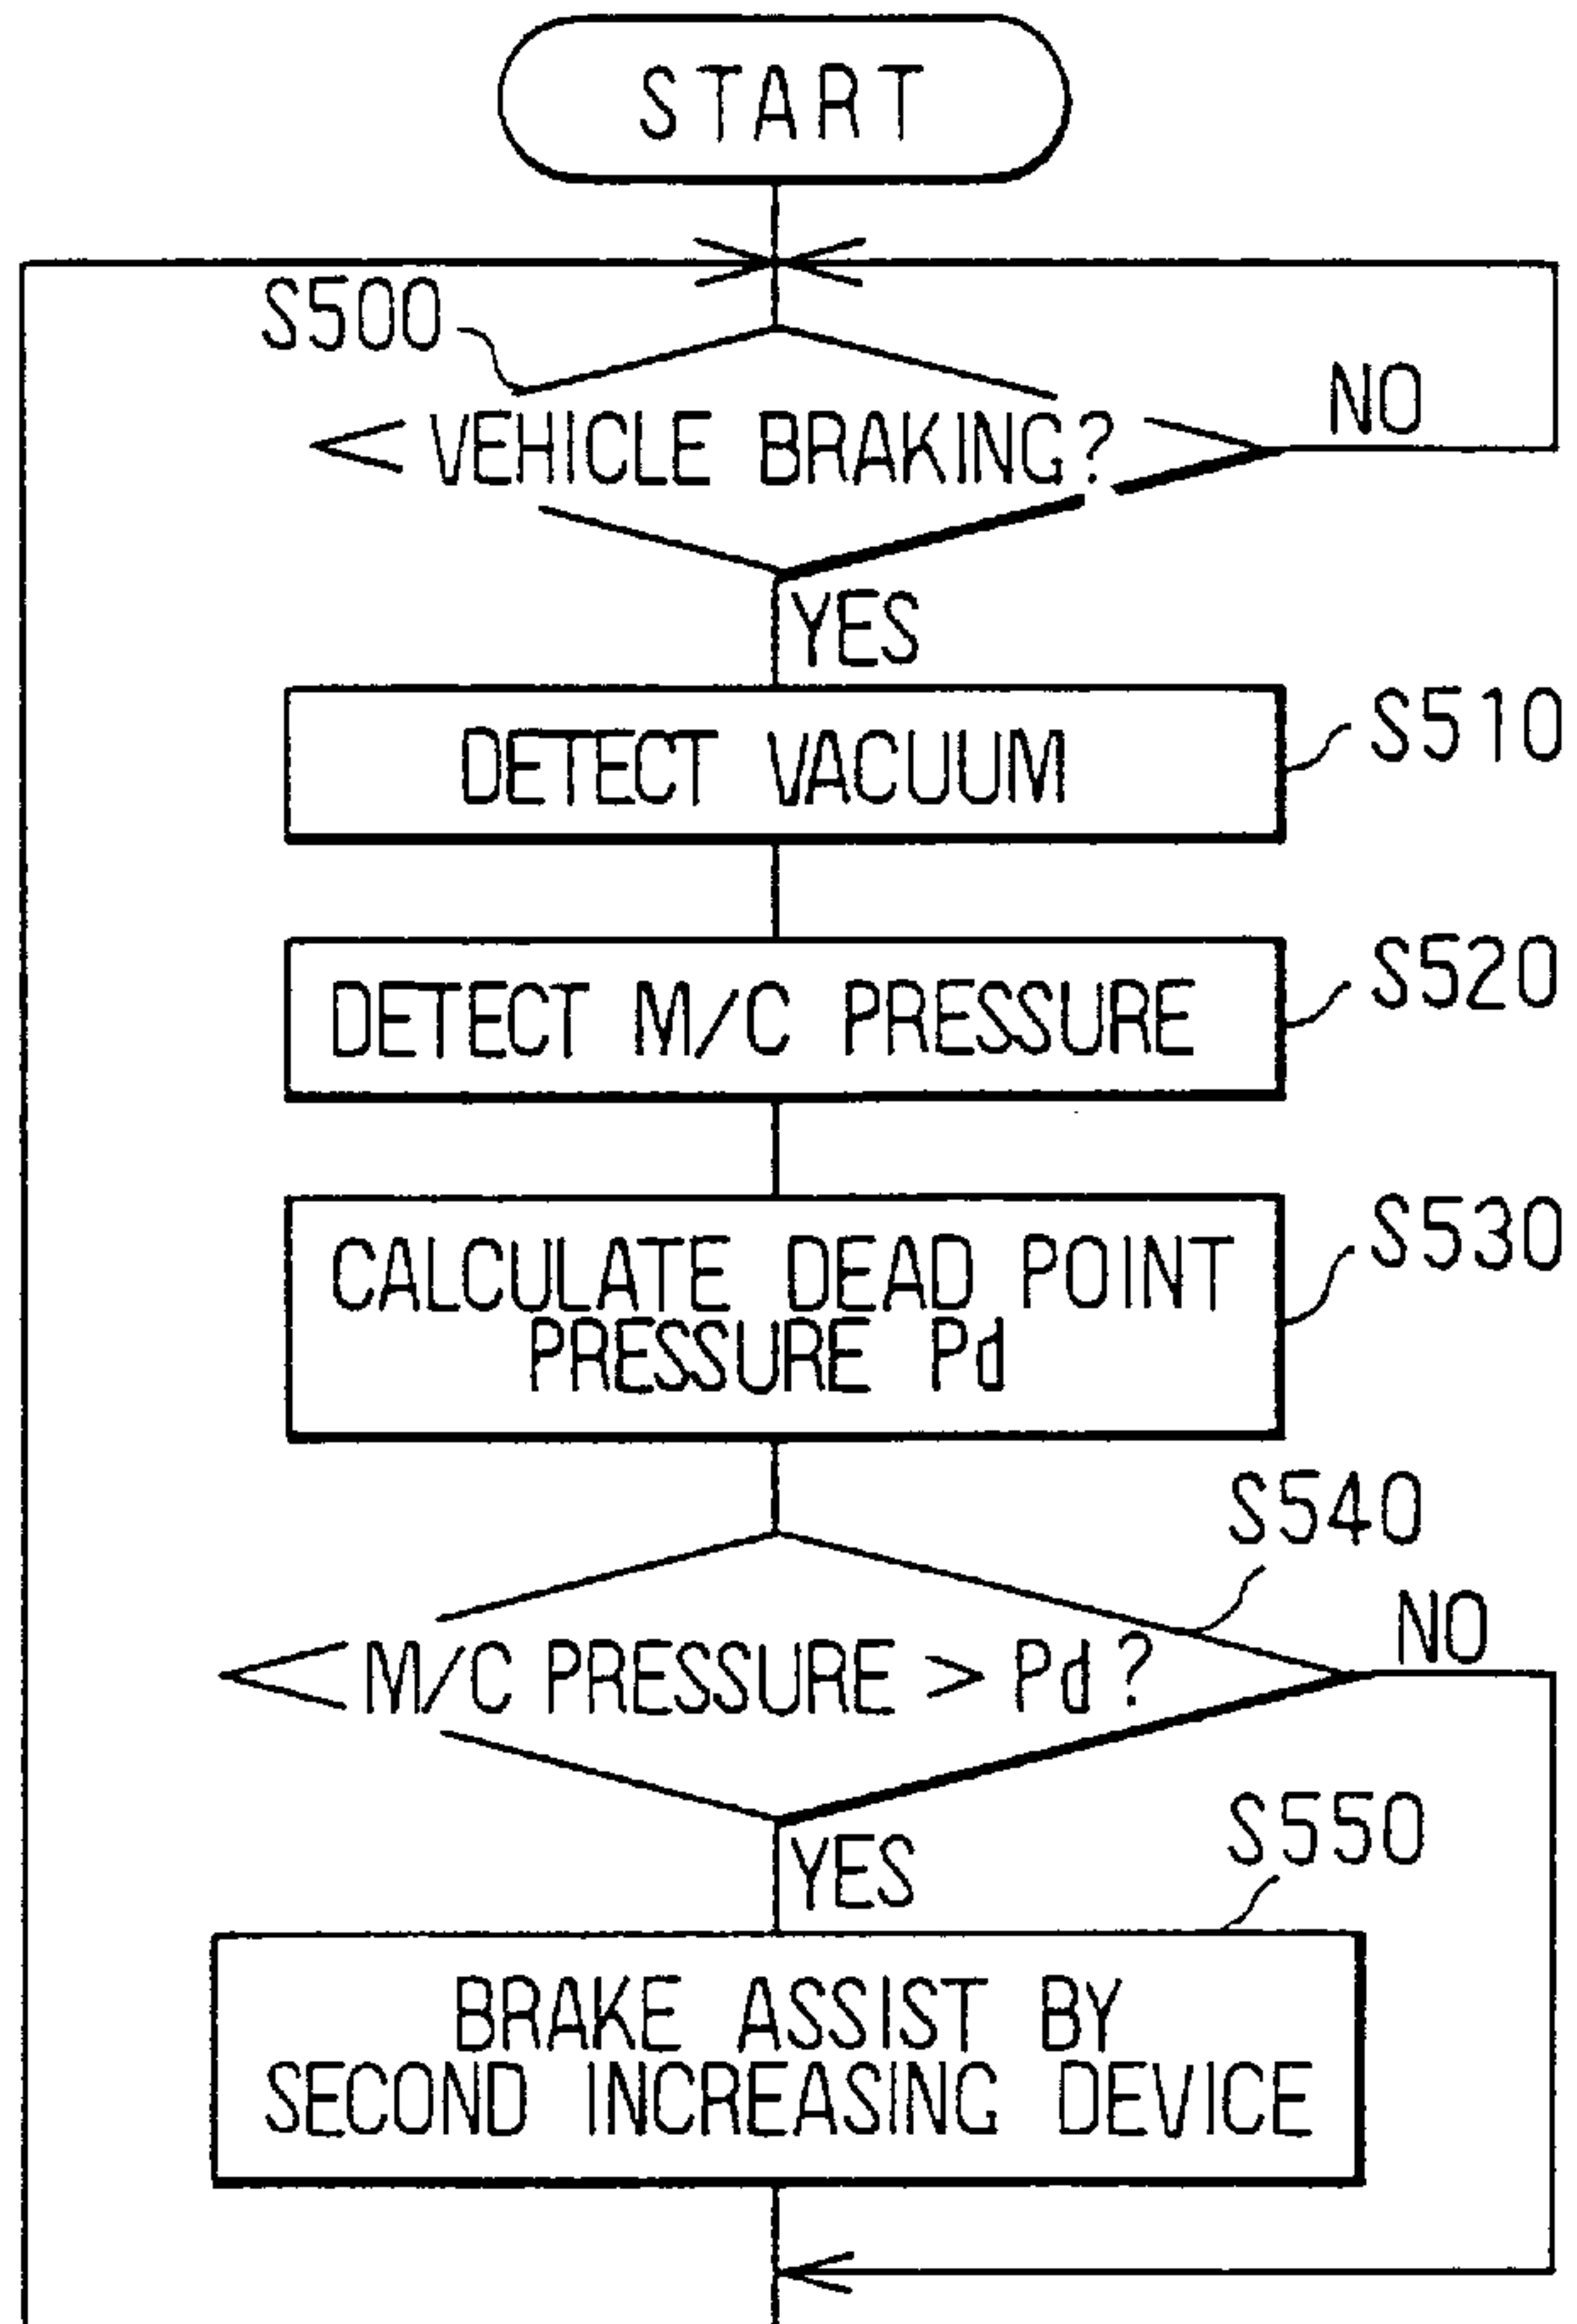 START
S500
VEHICLE BRAKING?
NO
YES
DETECT VACUUM
S510
DETECT M/C PRESSURE
S520
CALCULATE DEAD POINT
PRESSURE Pd
S530
S540
M/C PRESSURE > Pd?
NO
YES
S550
BRAKE ASSIST BY
SECOND INCREASING DEVICE